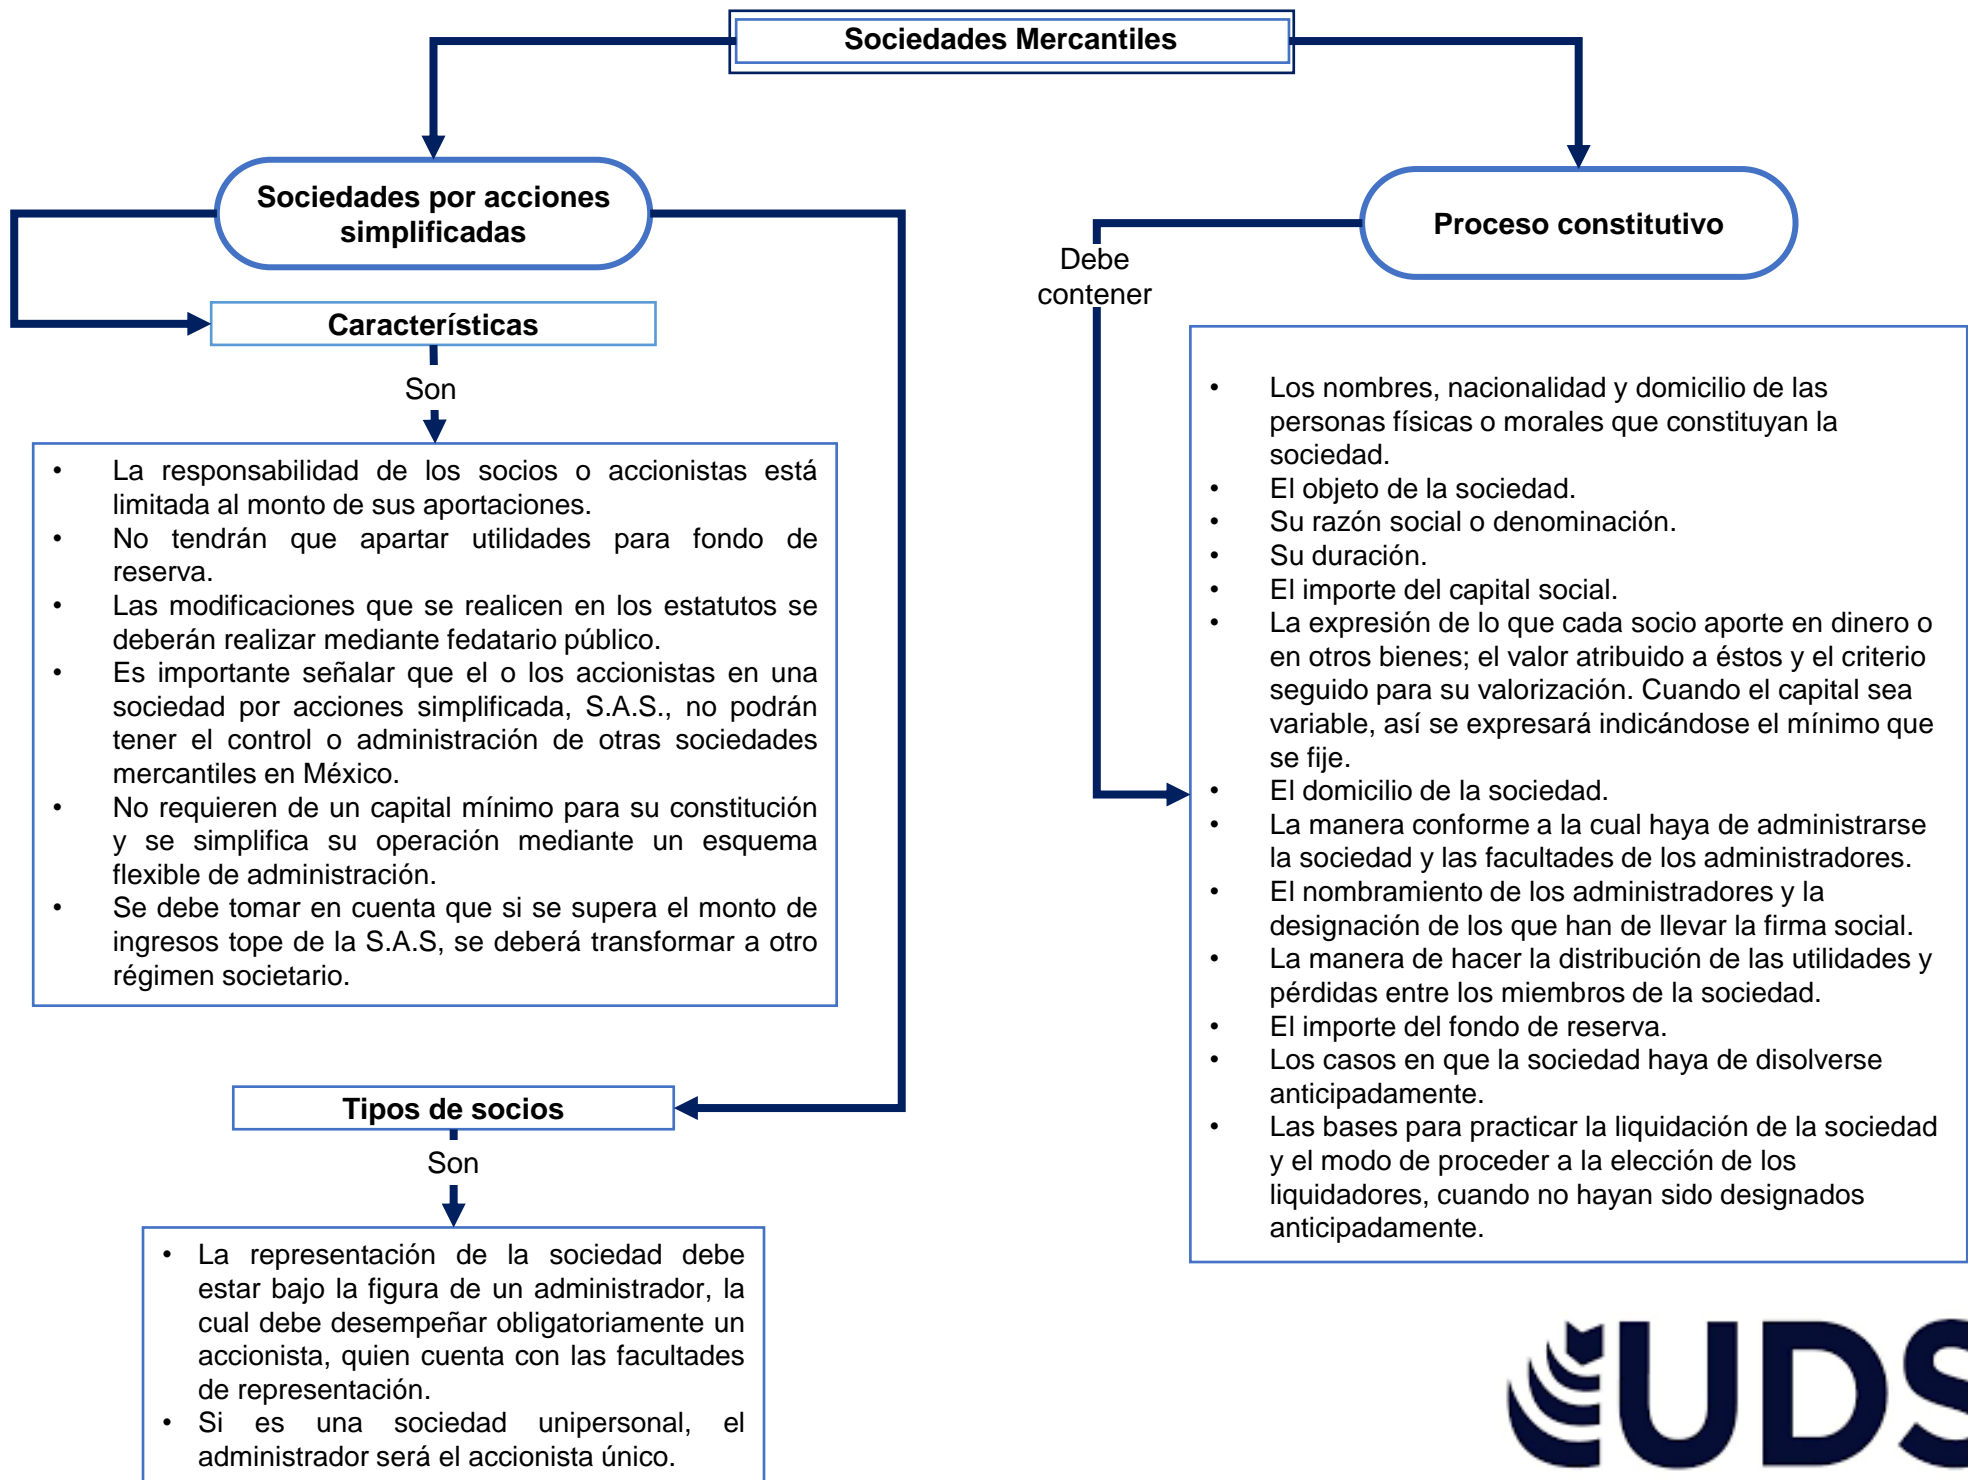 Sociedades Mercantiles
Sociedades por acciones
simplificadas
Características
Son
• La responsabilidad de los socios o accionistas está
limitada al monto de sus aportaciones.
• No tendrán que apartar utilidades para fondo de
reserva.
• Las modificaciones que se realicen en los estatutos se
deberán realizar mediante fedatario público.
• Es importante señalar que el o los accionistas en una
sociedad por acciones simplificada, S.A.S., no podrán
tener el control o administración de otras sociedades
mercantiles en México.
• No requieren de un capital mínimo para su constitución
y se simplifica su operación mediante un esquema
flexible de administración.
• Se debe tomar en cuenta que si se supera el monto de
ingresos tope de la S.A.S, se deberá transformar a otro
régimen societario.
Tipos de socios
Son
• La representación de la sociedad debe
estar bajo la figura de un administrador, la
cual debe desempeñar obligatoriamente un
accionista, quien cuenta con las facultades
de representación.
• Si es una sociedad unipersonal, el
administrador será el accionista único.
Proceso constitutivo
Debe
contener
• Los nombres, nacionalidad y domicilio de las
personas físicas o morales que constituyan la
sociedad.
• El objeto de la sociedad.
• Su razón social o denominación.
• Su duración.
• El importe del capital social.
• La expresión de lo que cada socio aporte en dinero o
en otros bienes; el valor atribuido a éstos y el criterio
seguido para su valorización. Cuando el capital sea
variable, así se expresará indicándose el mínimo que
se fije.
• El domicilio de la sociedad.
• La manera conforme a la cual haya de administrarse
la sociedad y las facultades de los administradores.
• El nombramiento de los administradores y la
designación de los que han de llevar la firma social.
• La manera de hacer la distribución de las utilidades y
pérdidas entre los miembros de la sociedad.
• El importe del fondo de reserva.
• Los casos en que la sociedad haya de disolverse
anticipadamente.
• Las bases para practicar la liquidación de la sociedad
y el modo de proceder a la elección de los
liquidadores, cuando no hayan sido designados
anticipadamente.
UDS